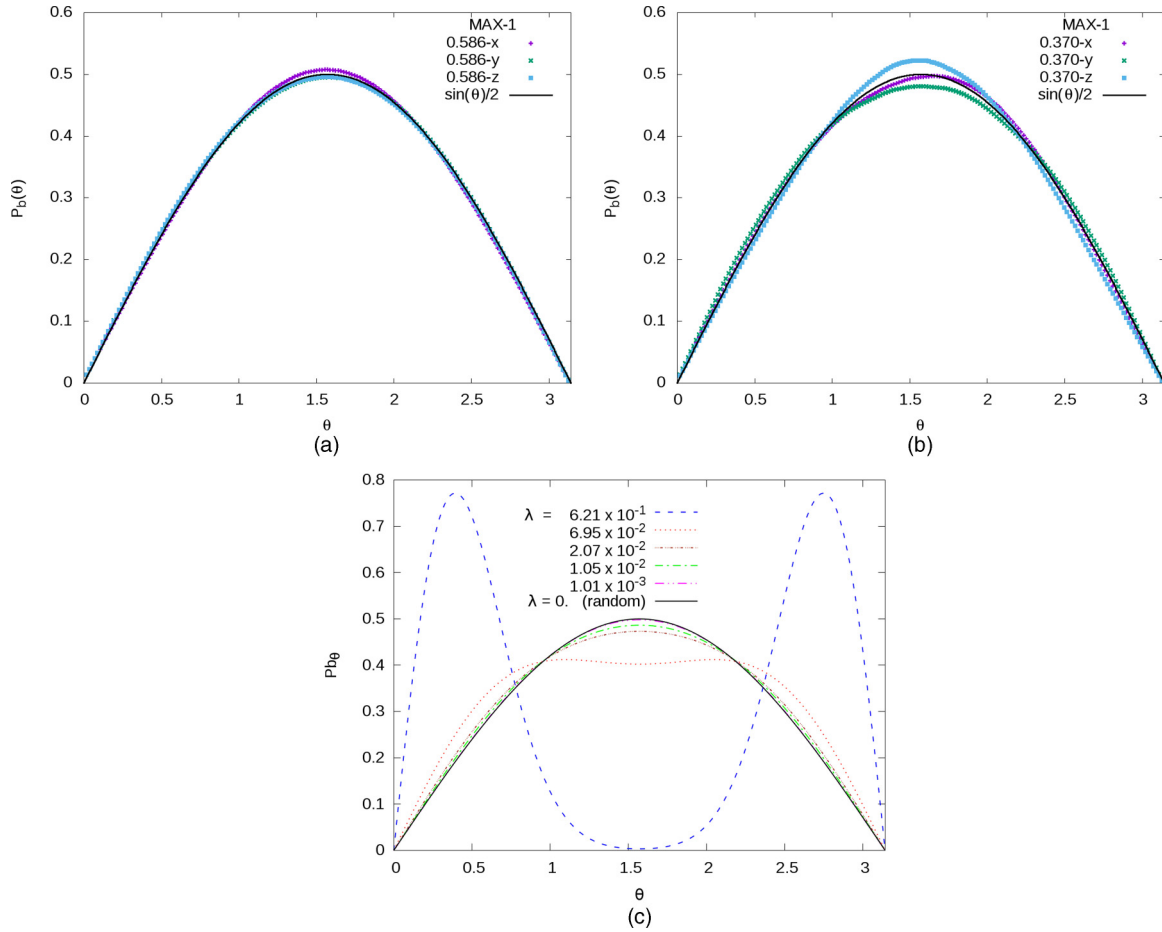 0.6
0.5
0.4
0.3
0.2
0.1
0
0
0.5
1
1.5
2
2.5
3
P_b(θ)
θ
MAX-1
0.586-x
0.586-y
0.586-z
sin(θ)/2
(a)
0.6
0.5
0.4
0.3
0.2
0.1
0
0
0.5
1
1.5
2
2.5
3
P_b(θ)
θ
MAX-1
0.370-x
0.370-y
0.370-z
sin(θ)/2
(b)
0.8
0.7
0.6
0.5
0.4
0.3
0.2
0.1
0
0
0.5
1
1.5
2
2.5
3
Pb_θ
θ
λ = 6.21 x 10⁻¹
6.95 x 10⁻²
2.07 x 10⁻²
1.05 x 10⁻²
1.01 x 10⁻³
λ = 0. (random)
(c)